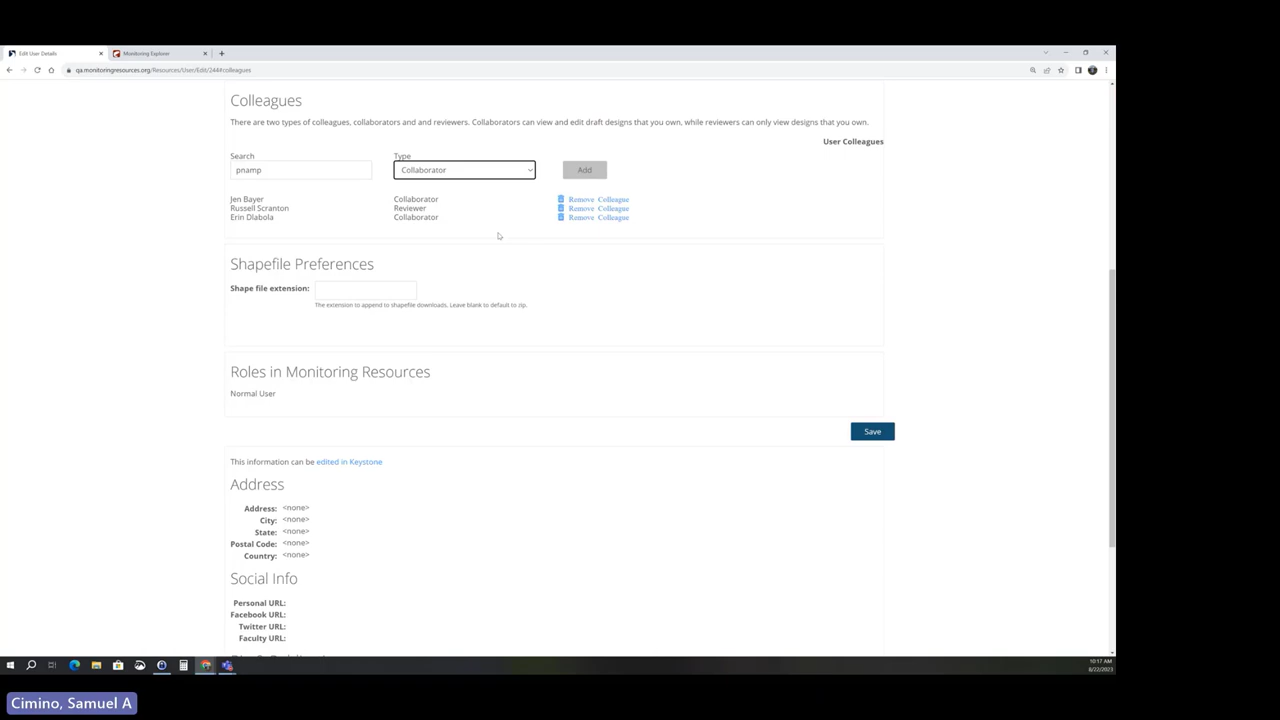 Edit User Details
Monitoring Explorer
qa.monitoringresources.org/Resources/User/Edit/244#colleagues
Colleagues
There are two types of colleagues, collaborators and and reviewers. Collaborators can view and edit draft designs that you own, while reviewers can only view designs that you own.
User Colleagues
Search Type
pnamp Collaborator Add
Jen Bayer Collaborator Remove Colleague
Russell Scranton Reviewer Remove Colleague
Erin Dlabola Collaborator Remove Colleague
Shapefile Preferences
Shape file extension:
The extension to append to shapefile downloads. Leave blank to default to zip.
Roles in Monitoring Resources
Normal User
Save
This information can be edited in Keystone
Address
Address: <none>
City: <none>
State: <none>
Postal Code: <none>
Country: <none>
Social Info
Personal URL:
Facebook URL:
Twitter URL:
Faculty URL:
10:17 AM
8/22/2023
Cimino, Samuel A